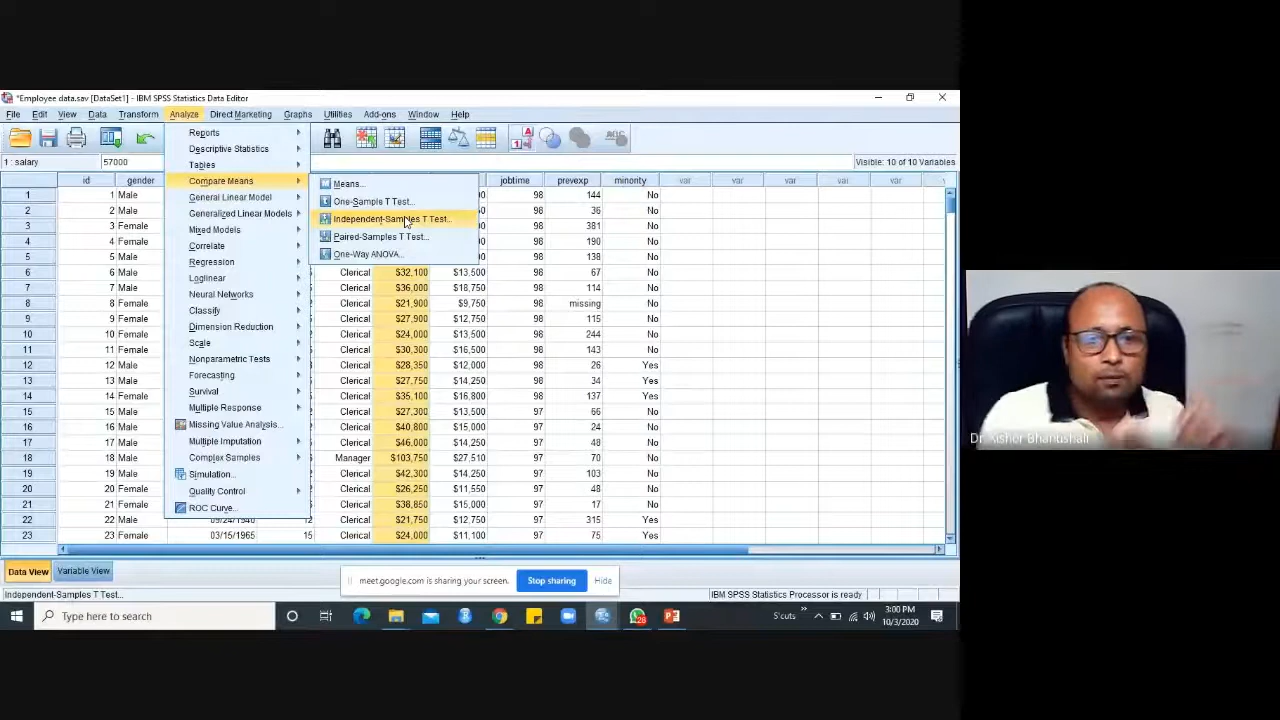 *Employee data.sav [DataSet1] - IBM SPSS Statistics Data Editor
File Edit View Data Transform Analyze Direct Marketing Graphs Utilities Add-ons Window Help
1 : salary 57000 Visible: 10 of 10 Variables
id gender jobtime prevexp minority var var var var
Reports
Descriptive Statistics
Tables
Compare Means
General Linear Model
Generalized Linear Models
Mixed Models
Correlate
Regression
Loglinear
Neural Networks
Classify
Dimension Reduction
Scale
Nonparametric Tests
Forecasting
Survival
Multiple Response
Missing Value Analysis...
Multiple Imputation
Complex Samples
Simulation...
Quality Control
ROC Curve...
Means...
One-Sample T Test...
Independent-Samples T Test...
Paired-Samples T Test...
One-Way ANOVA...
1 1 Male 98 144 No
2 2 Male 98 36 No
3 3 Female 98 381 No
4 4 Female 98 190 No
5 5 Male 98 138 No
6 6 Male Clerical $32,100 $13,500 98 67 No
7 7 Male Clerical $36,000 $18,750 98 114 No
8 8 Female Clerical $21,900 $9,750 98 missing No
9 9 Female Clerical $27,900 $12,750 98 115 No
10 10 Female Clerical $24,000 $13,500 98 244 No
11 11 Female Clerical $30,300 $16,500 98 143 No
12 12 Male Clerical $28,350 $12,000 98 26 Yes
13 13 Male Clerical $27,750 $14,250 98 34 Yes
14 14 Female Clerical $35,100 $16,800 98 137 Yes
15 15 Male Clerical $27,300 $13,500 97 66 No
16 16 Male Clerical $40,800 $15,000 97 24 No
17 17 Male Clerical $46,000 $14,250 97 48 No
18 18 Male 16 Manager $103,750 $27,510 97 70 No
19 19 Male Clerical $42,300 $14,250 97 103 No
20 20 Female Clerical $26,250 $11,550 97 48 No
21 21 Female Clerical $38,850 $15,000 97 17 No
22 22 Male 09/24/1940 12 Clerical $21,750 $12,750 97 315 Yes
23 23 Female 03/15/1965 15 Clerical $24,000 $11,100 97 75 Yes
Data View Variable View
meet.google.com is sharing your screen. Stop sharing Hide
Independent-Samples T Test... IBM SPSS Statistics Processor is ready
Type here to search
S'cuts
3:00 PM
10/3/2020
Dr. Kishor Bhanushali